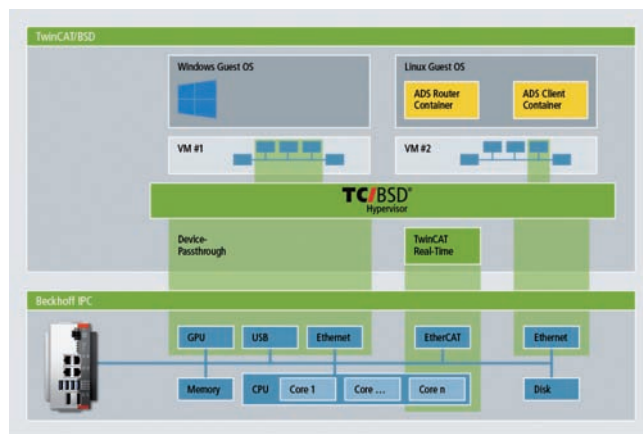 TwinCAT/BSD
Windows Guest OS
Linux Guest OS
ADS Router
Container
ADS Client
Container
VM #1
VM #2
TC/BSD®
Hypervisor
Device-
Passthrough
TwinCAT
Real-Time
Beckhoff IPC
GPU
USB
Ethernet
EtherCAT
Ethernet
Memory
CPU
Core 1
Core ...
Core n
Disk